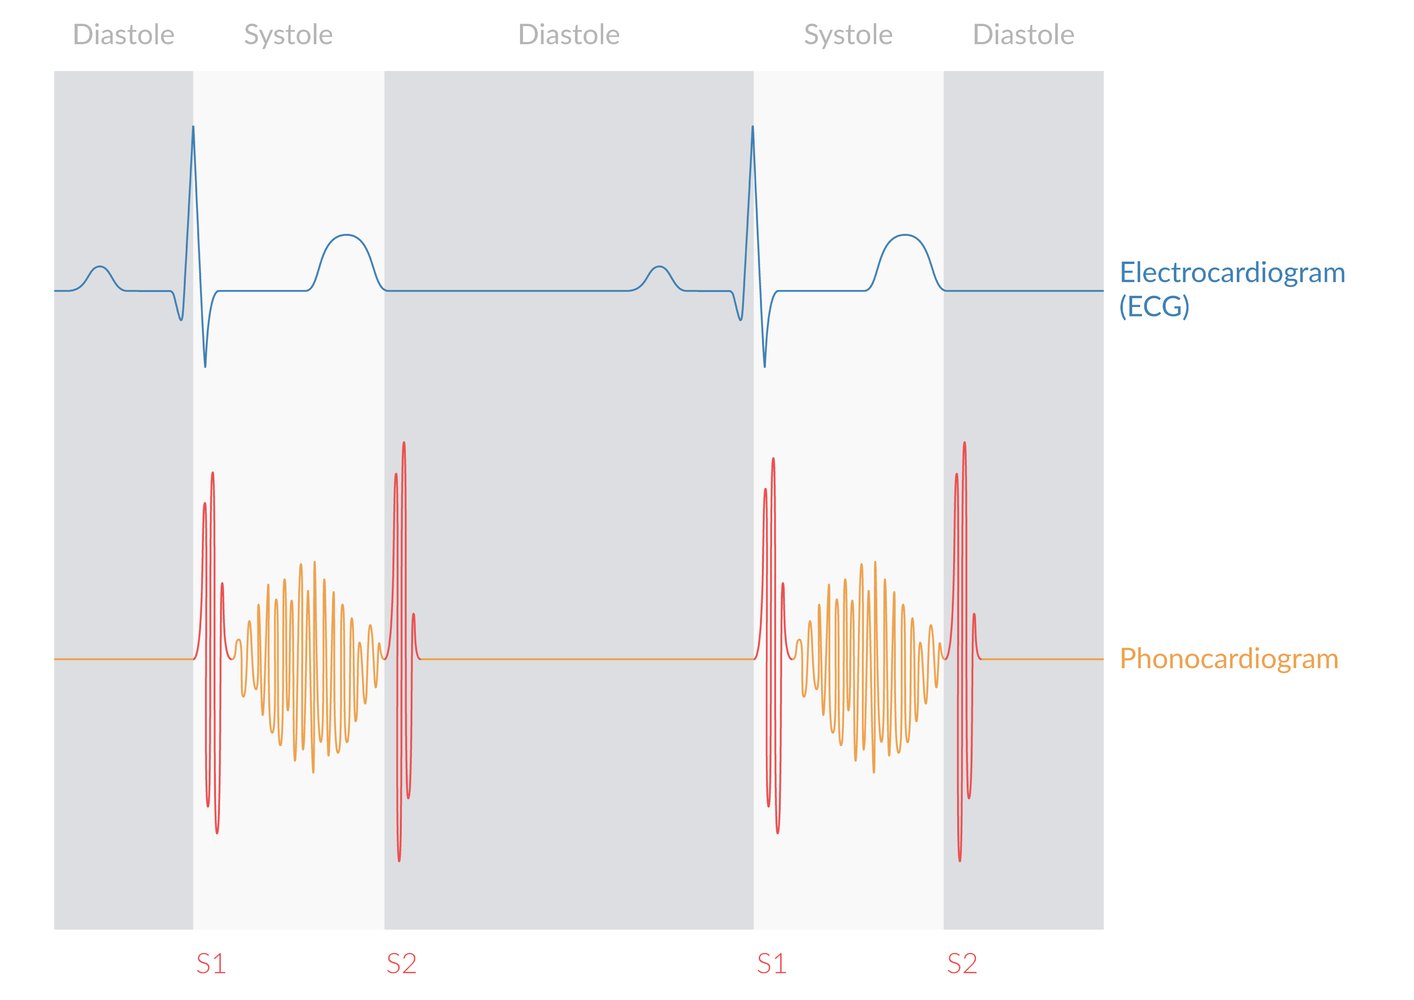 Diastole
Systole
Diastole
Systole
Diastole
Electrocardiogram
(ECG)
Phonocardiogram
S1
S2
S1
S2